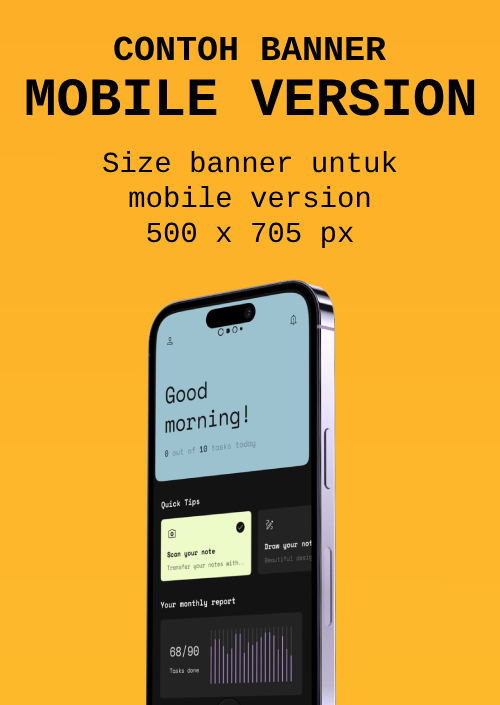 CONTOH BANNER
MOBILE VERSION
Size banner untuk
mobile version
500 x 705 px
Good
morning!
0 out of 10 tasks today
Quick Tips
Scan your note
Transfer your notes with..
Draw your not
Beautiful desig
Your monthly report
68/90
Tasks done